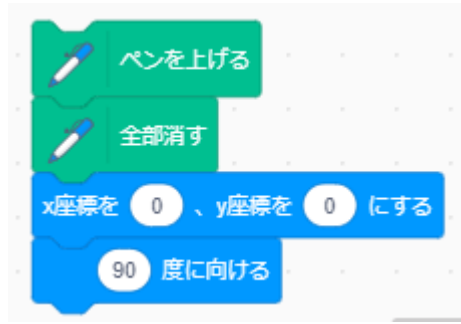 ペンを上げる
全部消す
x座標を 0 、y座標を 0 にする
90 度に向ける